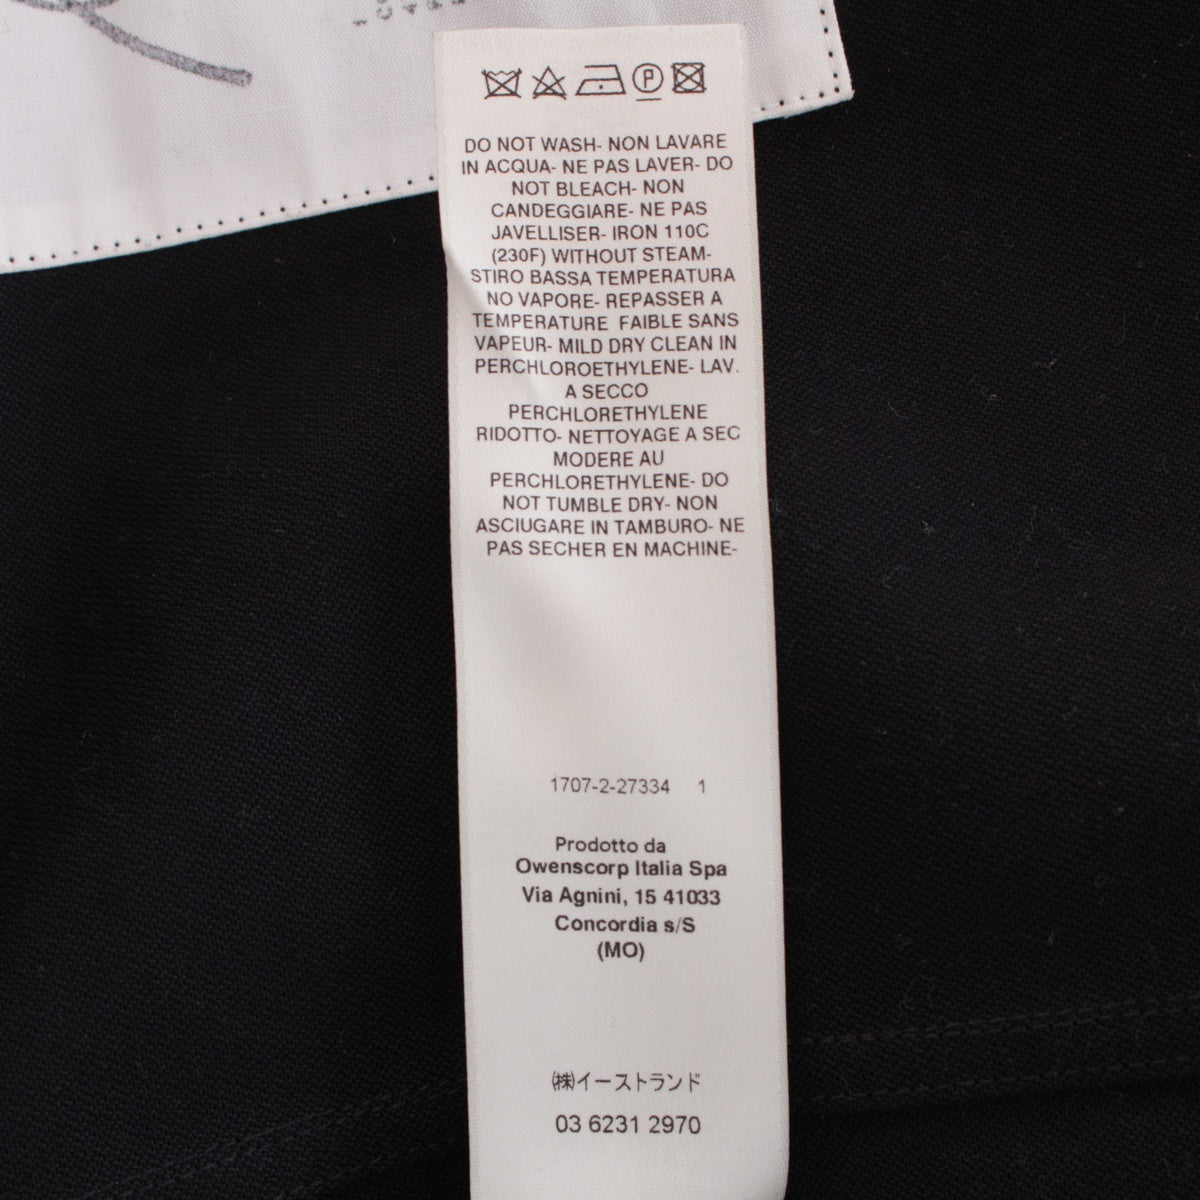 P
DO NOT WASH- NON LAVARE
IN ACQUA- NE PAS LAVER- DO
NOT BLEACH- NON
CANDEGGIARE- NE PAS
JAVELLISER- IRON 110C
(230F) WITHOUT STEAM-
STIRO BASSA TEMPERATURA
NO VAPORE- REPASSER A
TEMPERATURE FAIBLE SANS
VAPEUR- MILD DRY CLEAN IN
PERCHLOROETHYLENE- LAV.
A SECCO
PERCHLORETHYLENE
RIDOTTO- NETTOYAGE A SEC
MODERE AU
PERCHLORETHYLENE- DO
NOT TUMBLE DRY- NON
ASCIUGARE IN TAMBURO- NE
PAS SECHER EN MACHINE-
1707-2-27334 1
Prodotto da
Owenscorp Italia Spa
Via Agnini, 15 41033
Concordia s/S
(MO)
㈱イーストランド
03 6231 2970